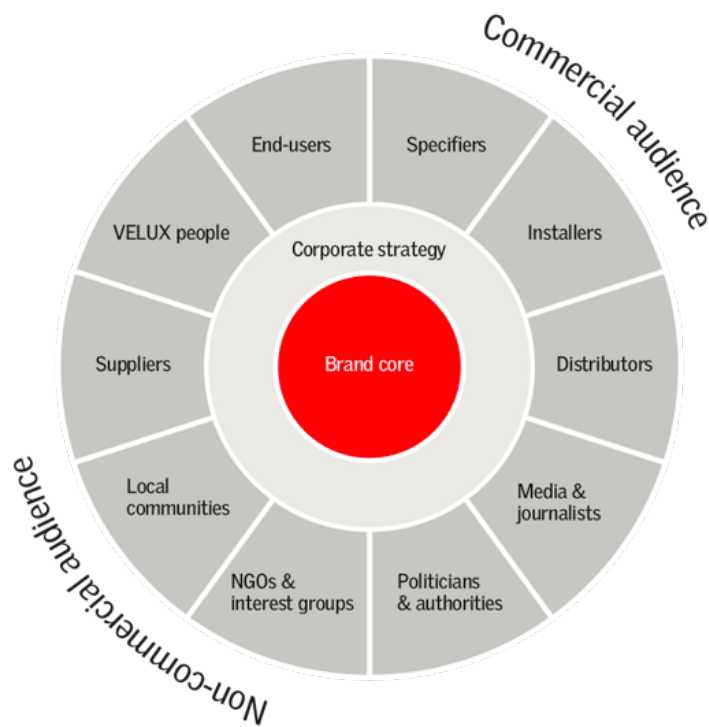 Commercial audience
End-users
Specifiers
VELUX people
Installers
Corporate strategy
Suppliers
Brand core
Distributors
Local
communities
Media &
journalists
NGOs &
interest groups
Politicians
& authorities
Non-commercial audience